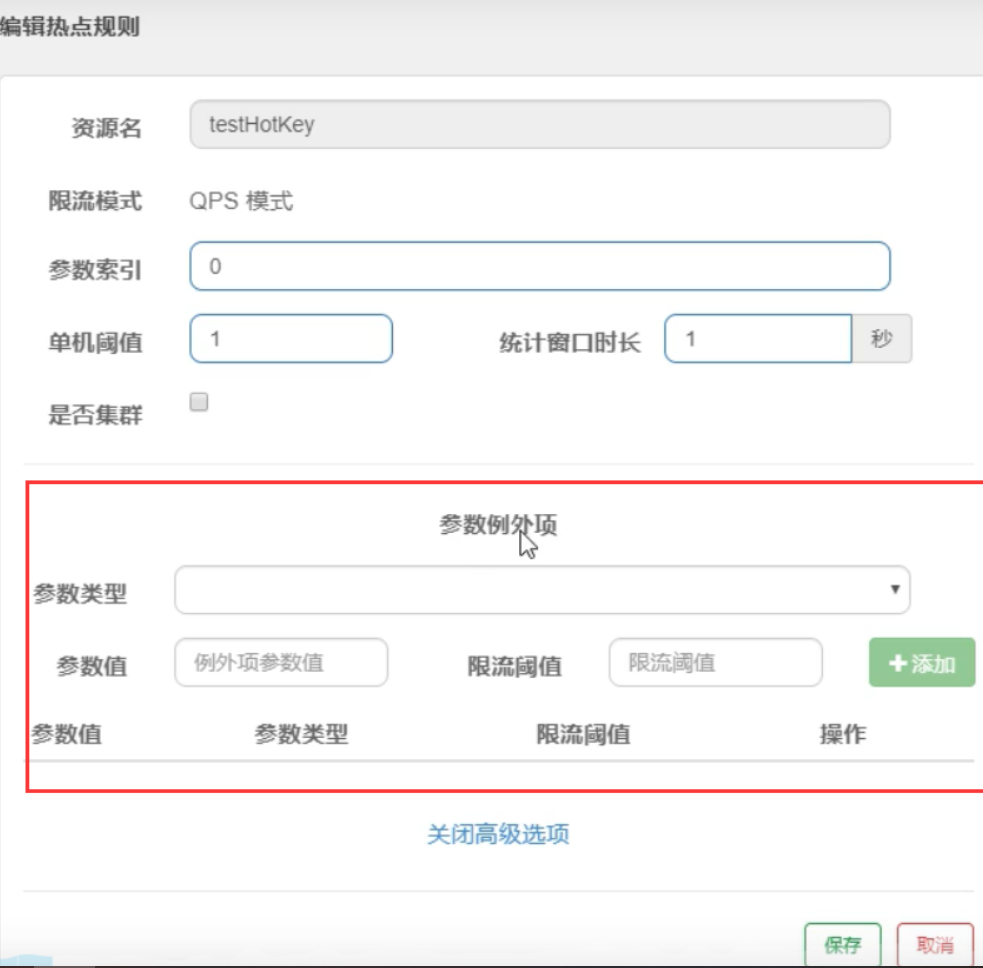 编辑热点规则
资源名 testHotKey
限流模式 QPS 模式
参数索引 0
单机阈值 1 统计窗口时长 1 秒
是否集群
参数例外项
参数类型
参数值 例外项参数值 限流阈值 限流阈值 +添加
参数值 参数类型 限流阈值 操作
关闭高级选项
保存 取消